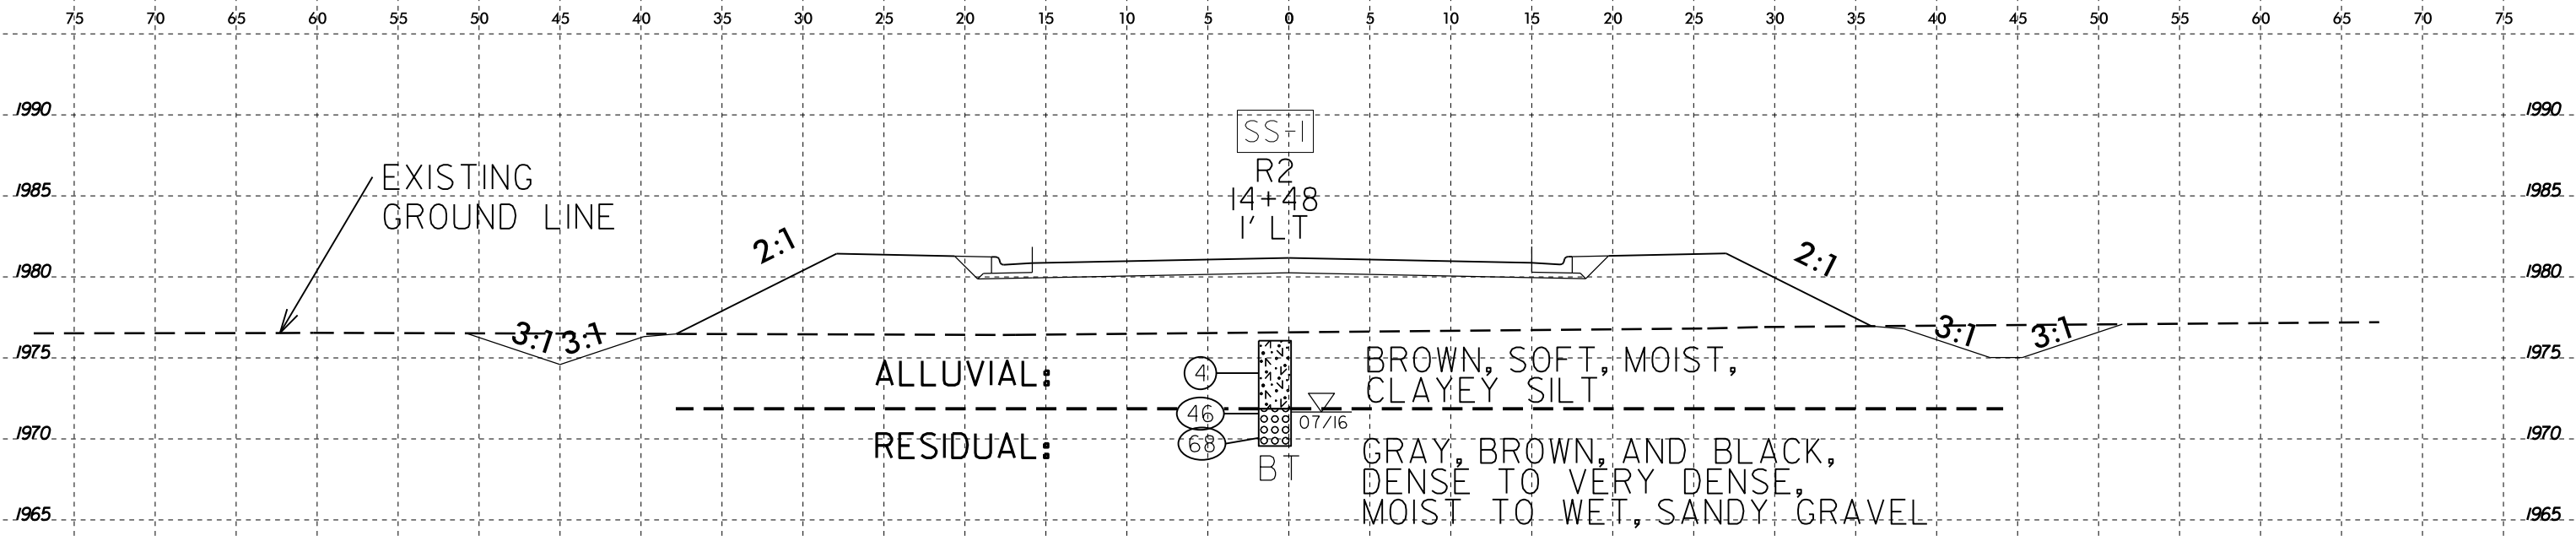 75 70 65 60 55 50 45 40 35 30 25 20 15 10 5 0 5 10 15 20 25 30 35 40 45 50 55 60 65 70 75
1990 1990
SS-1
R2
14+48
1' LT
1985 1985
EXISTING
GROUND LINE
2:1 2:1
1980 1980
3:1 3:1 3:1 3:1
1975 1975
ALLUVIAL: 4 BROWN, SOFT, MOIST,
CLAYEY SILT
46 07/16
1970 1970
RESIDUAL: 68 GRAY, BROWN, AND BLACK,
BT DENSE TO VERY DENSE,
MOIST TO WET, SANDY GRAVEL
1965 1965